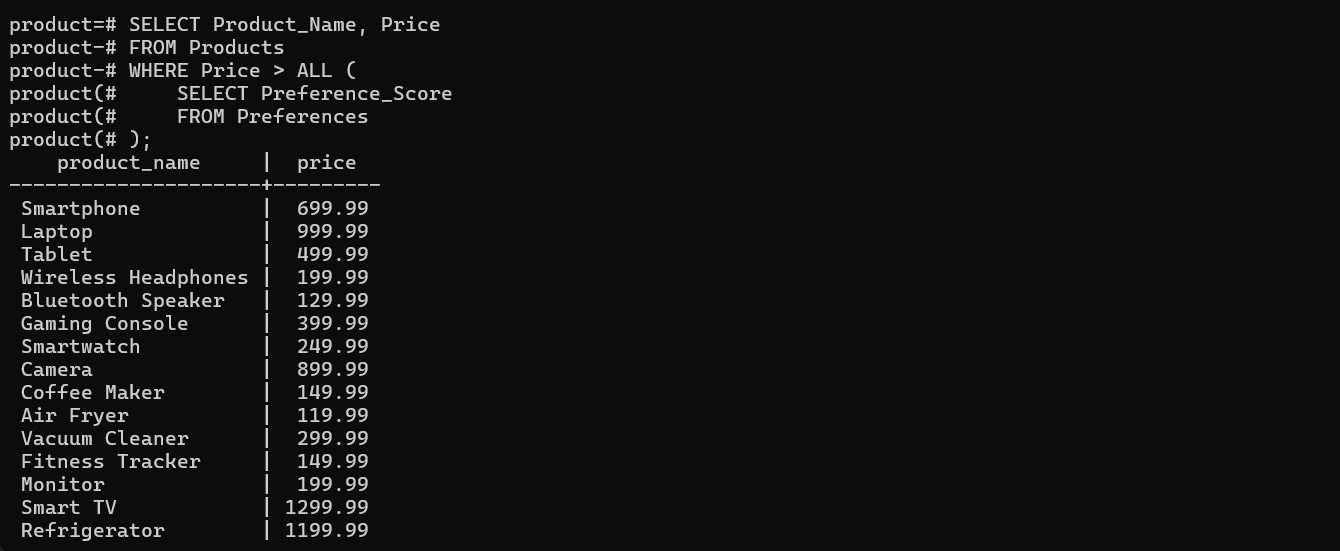 product=# SELECT Product_Name, Price
product-# FROM Products
product-# WHERE Price > ALL (
product(#     SELECT Preference_Score
product(#     FROM Preferences
product(# );
    product_name     |  price
---------------------+---------
 Smartphone          |  699.99
 Laptop              |  999.99
 Tablet              |  499.99
 Wireless Headphones |  199.99
 Bluetooth Speaker   |  129.99
 Gaming Console      |  399.99
 Smartwatch          |  249.99
 Camera              |  899.99
 Coffee Maker        |  149.99
 Air Fryer           |  119.99
 Vacuum Cleaner      |  299.99
 Fitness Tracker     |  149.99
 Monitor             |  199.99
 Smart TV            | 1299.99
 Refrigerator        | 1199.99